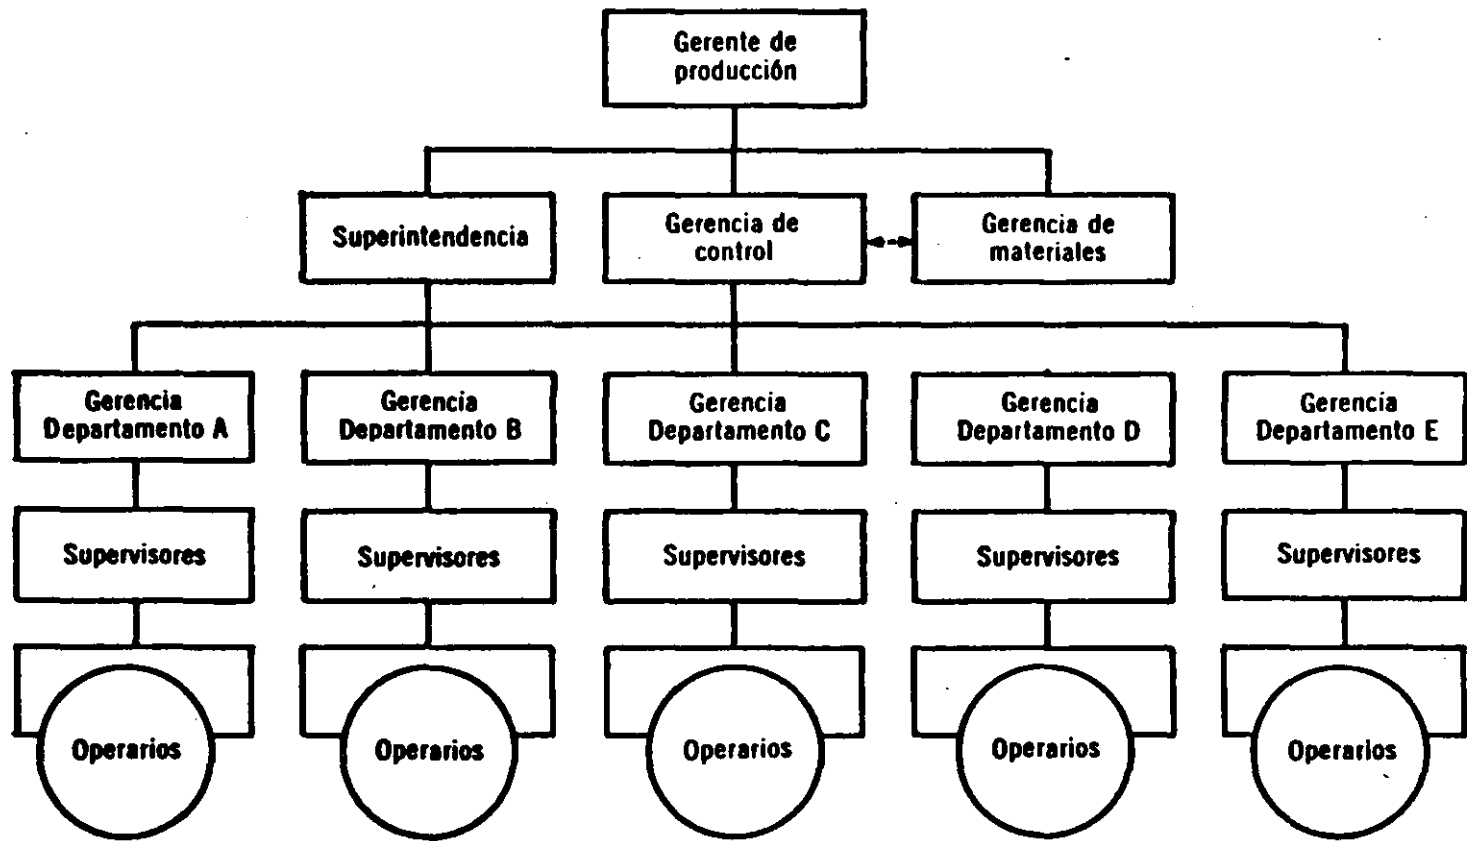 Gerente de
producción
Superintendencia
Gerencia de
control
Gerencia de
materiales
Gerencia
Departamento A
Gerencia
Departamento B
Gerencia
Departamento C
Gerencia
Departamento D
Gerencia
Departamento E
Supervisores
Supervisores
Supervisores
Supervisores
Supervisores
Operarios
Operarios
Operarios
Operarios
Operarios